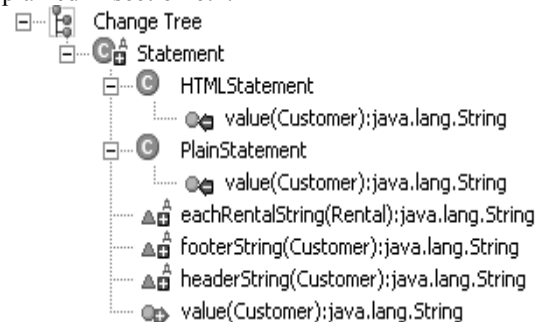 Change Tree
Statement
HTMLStatement
value(Customer):java.lang.String
PlainStatement
value(Customer):java.lang.String
eachRentalString(Rental):java.lang.String
footerString(Customer):java.lang.String
headerString(Customer):java.lang.String
value(Customer):java.lang.String